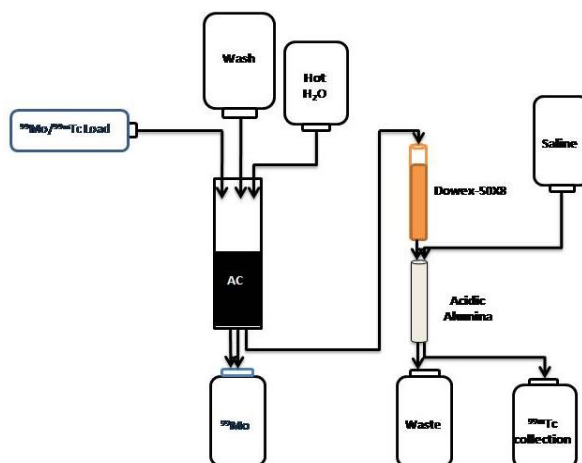 Wash
Hot
H₂O
⁹⁹Mo/⁹⁹ᵐTc Load
Saline
Dowex-50X8
AC
Acidic
Alumina
⁹⁹Mo
Waste
⁹⁹ᵐTc
collection